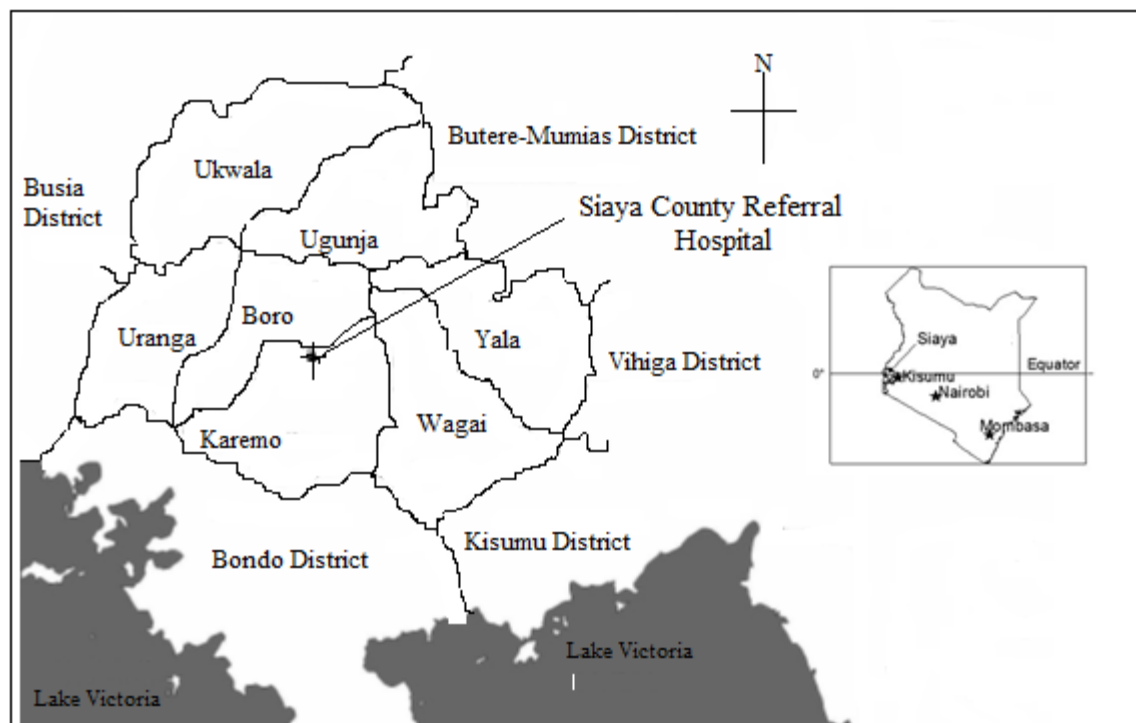 N
Butere-Mumias District
Ukwala
Busia
District
Siaya County Referral
Hospital
Ugunja
Boro
Uranga
Yala
Vihiga District
Siaya
Equator
0°
Kisumu
Nairobi
Mombasa
Wagai
Karemo
Kisumu District
Bondo District
Lake Victoria
Lake Victoria